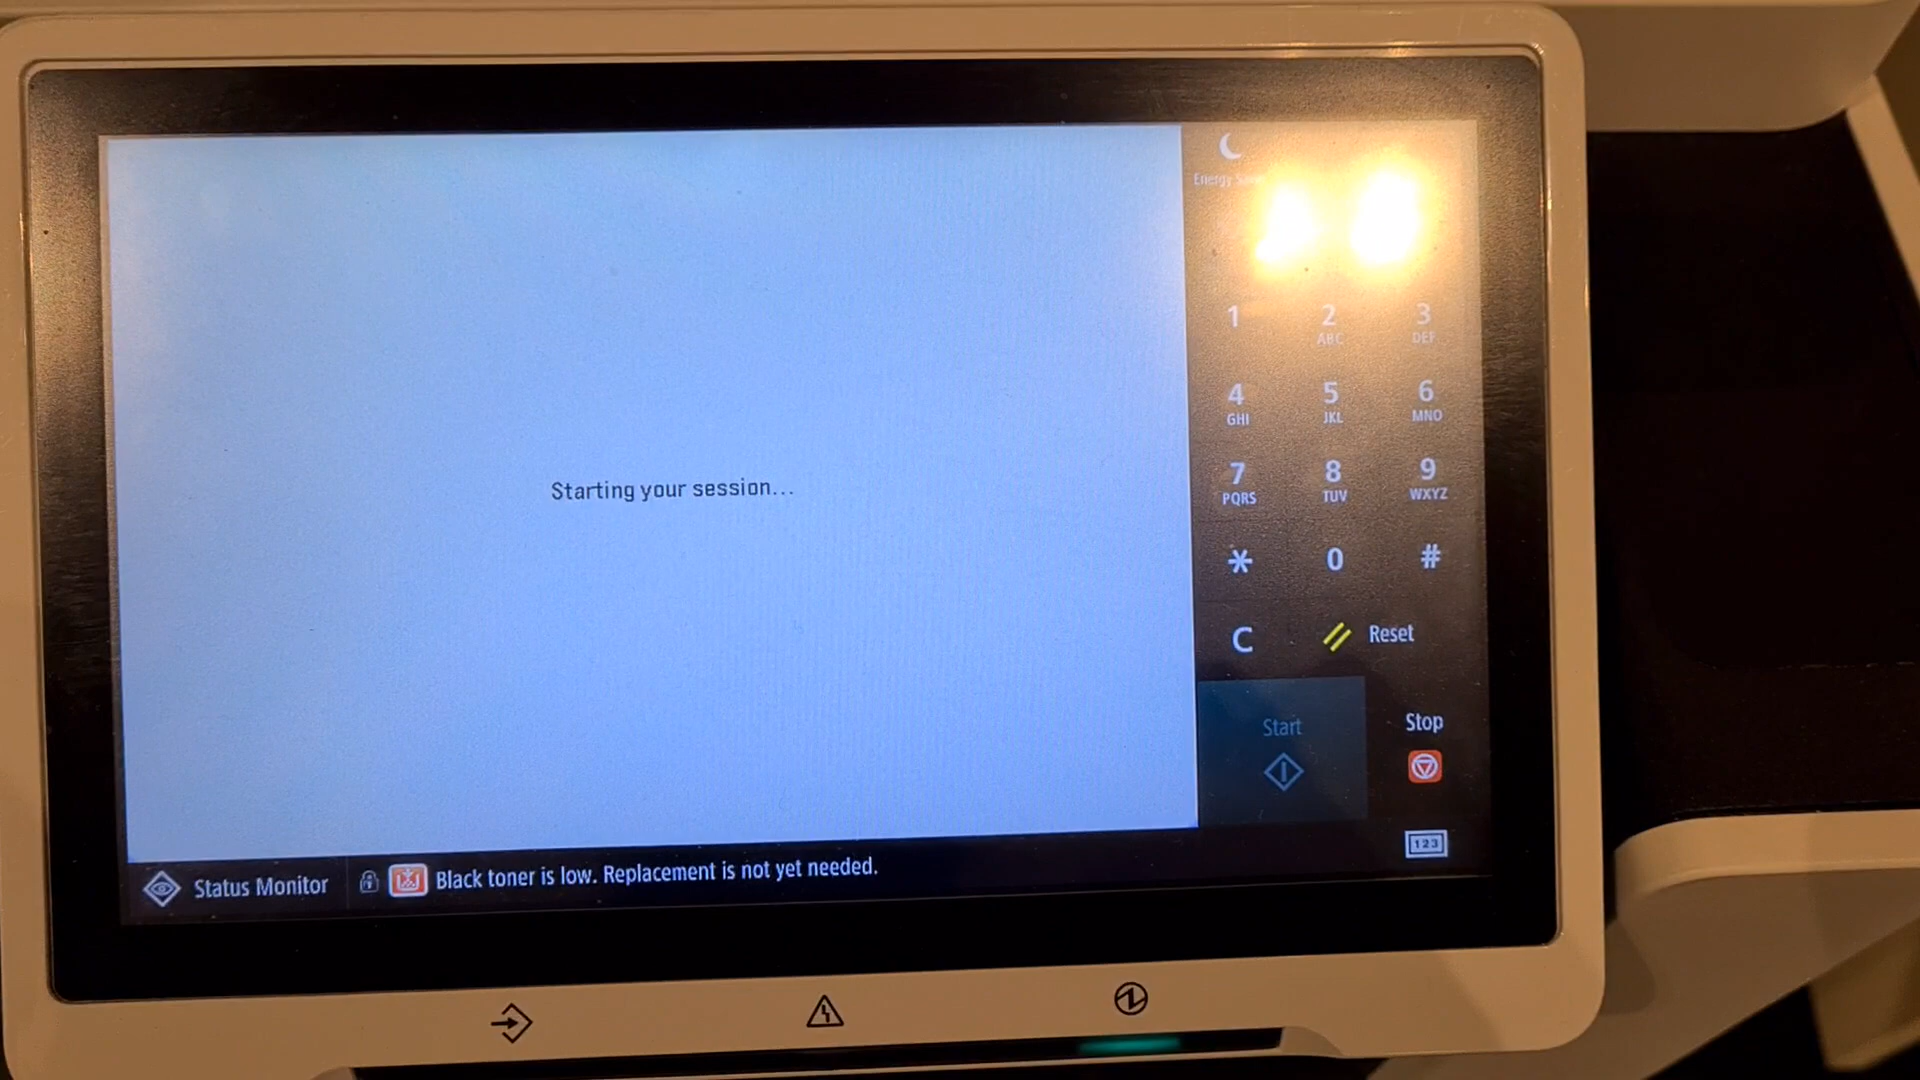 Energy
1
2
ABC
3
DEF
4
GHI
5
JKL
6
MNO
7
PQRS
8
TUV
9
WXYZ
*
0
#
Starting your session...
C
Reset
Start
Stop
123
Status Monitor
Black toner is low. Replacement is not yet needed.